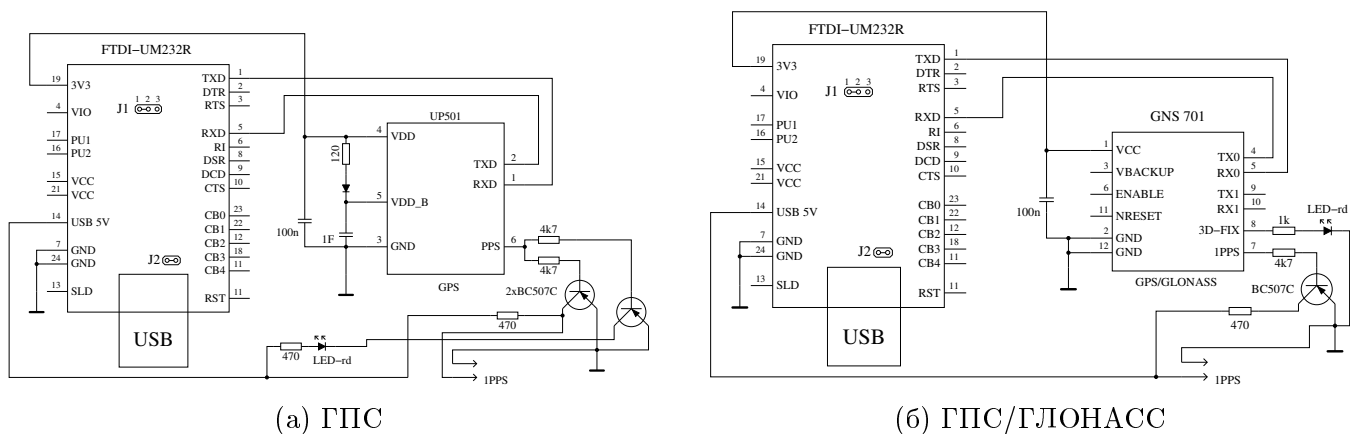 FTDI−UM232R
19
3V3
4
VIO
17
PU1
16
PU2
15
VCC
21
VCC
14
USB 5V
7
GND
24
GND
13
SLD
J1
1 2 3
J2
TXD
1
DTR
2
RTS
3
RXD
5
RI
6
DSR
8
DCD
9
CTS
10
CB0
23
CB1
22
CB2
12
CB3
18
CB4
11
RST
11
USB
100n
120
1F
UP501
4
VDD
5
VDD_B
3
GND
TXD
2
RXD
1
PPS
6
GPS
4k7
4k7
2xBC507C
470
470
LED−rd
1PPS
(а) ГПС
FTDI−UM232R
19
3V3
4
VIO
17
PU1
16
PU2
15
VCC
21
VCC
14
USB 5V
7
GND
24
GND
13
SLD
J1
1 2 3
J2
TXD
1
DTR
2
RTS
3
RXD
5
RI
6
DSR
8
DCD
9
CTS
10
CB0
23
CB1
22
CB2
12
CB3
18
CB4
11
RST
11
USB
100n
GNS 701
1
VCC
3
VBACKUP
6
ENABLE
11
NRESET
2
GND
12
GND
TX0
4
RX0
5
TX1
9
RX1
10
3D-FIX
8
1PPS
7
GPS/GLONASS
1k
LED-rd
4k7
BC507C
470
1PPS
(б) ГПС/ГЛОНАСС